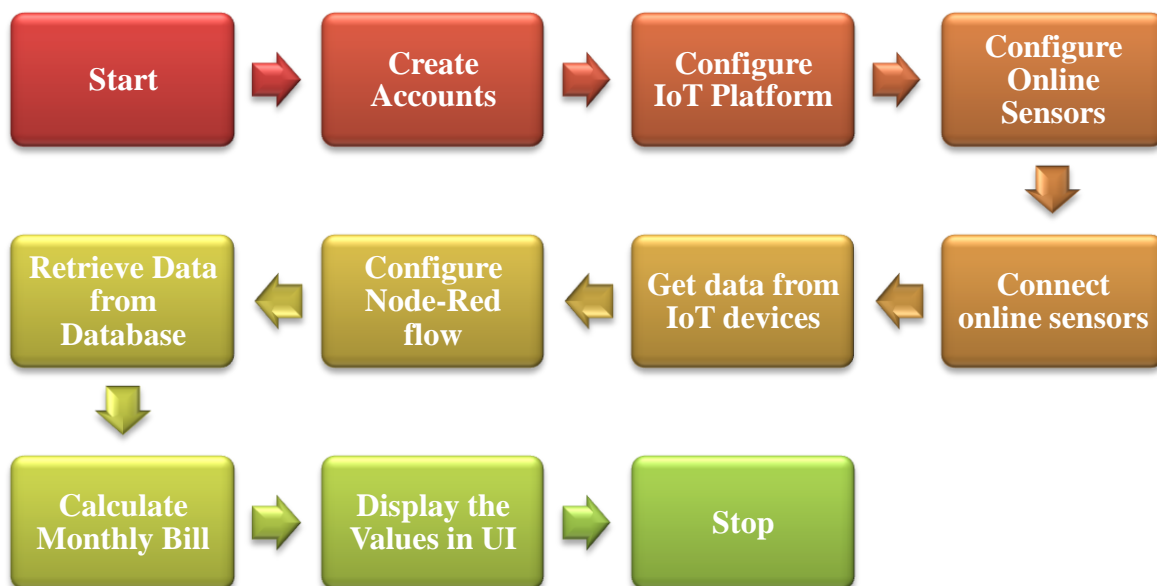 Start
Create
Accounts
Configure
IoT Platform
Configure
Online
Sensors
Connect
online sensors
Get data from
IoT devices
Configure
Node-Red
flow
Retrieve Data
from
Database
Calculate
Monthly Bill
Display the
Values in UI
Stop